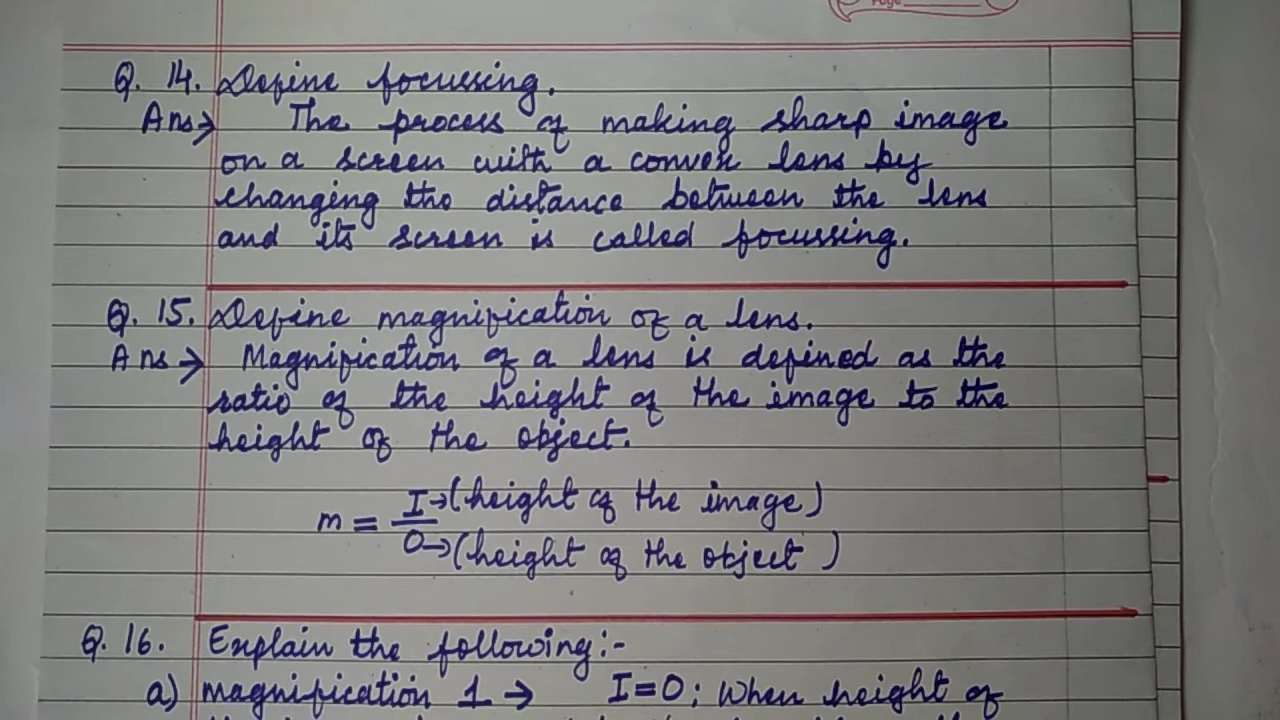 Page
Q. 14. Define focussing.
Ans→ The process of making sharp image
on a screen with a convex lens by
changing the distance between the lens
and its screen is called focussing.
Q. 15. Define magnification of a lens.
Ans→ Magnification of a lens is defined as the
ratio of the height of the image to the
height of the object.
m = I→(height of the image)
O→(height of the object)
Q. 16. Explain the following:-
a) magnification 1 → I=O; When height of